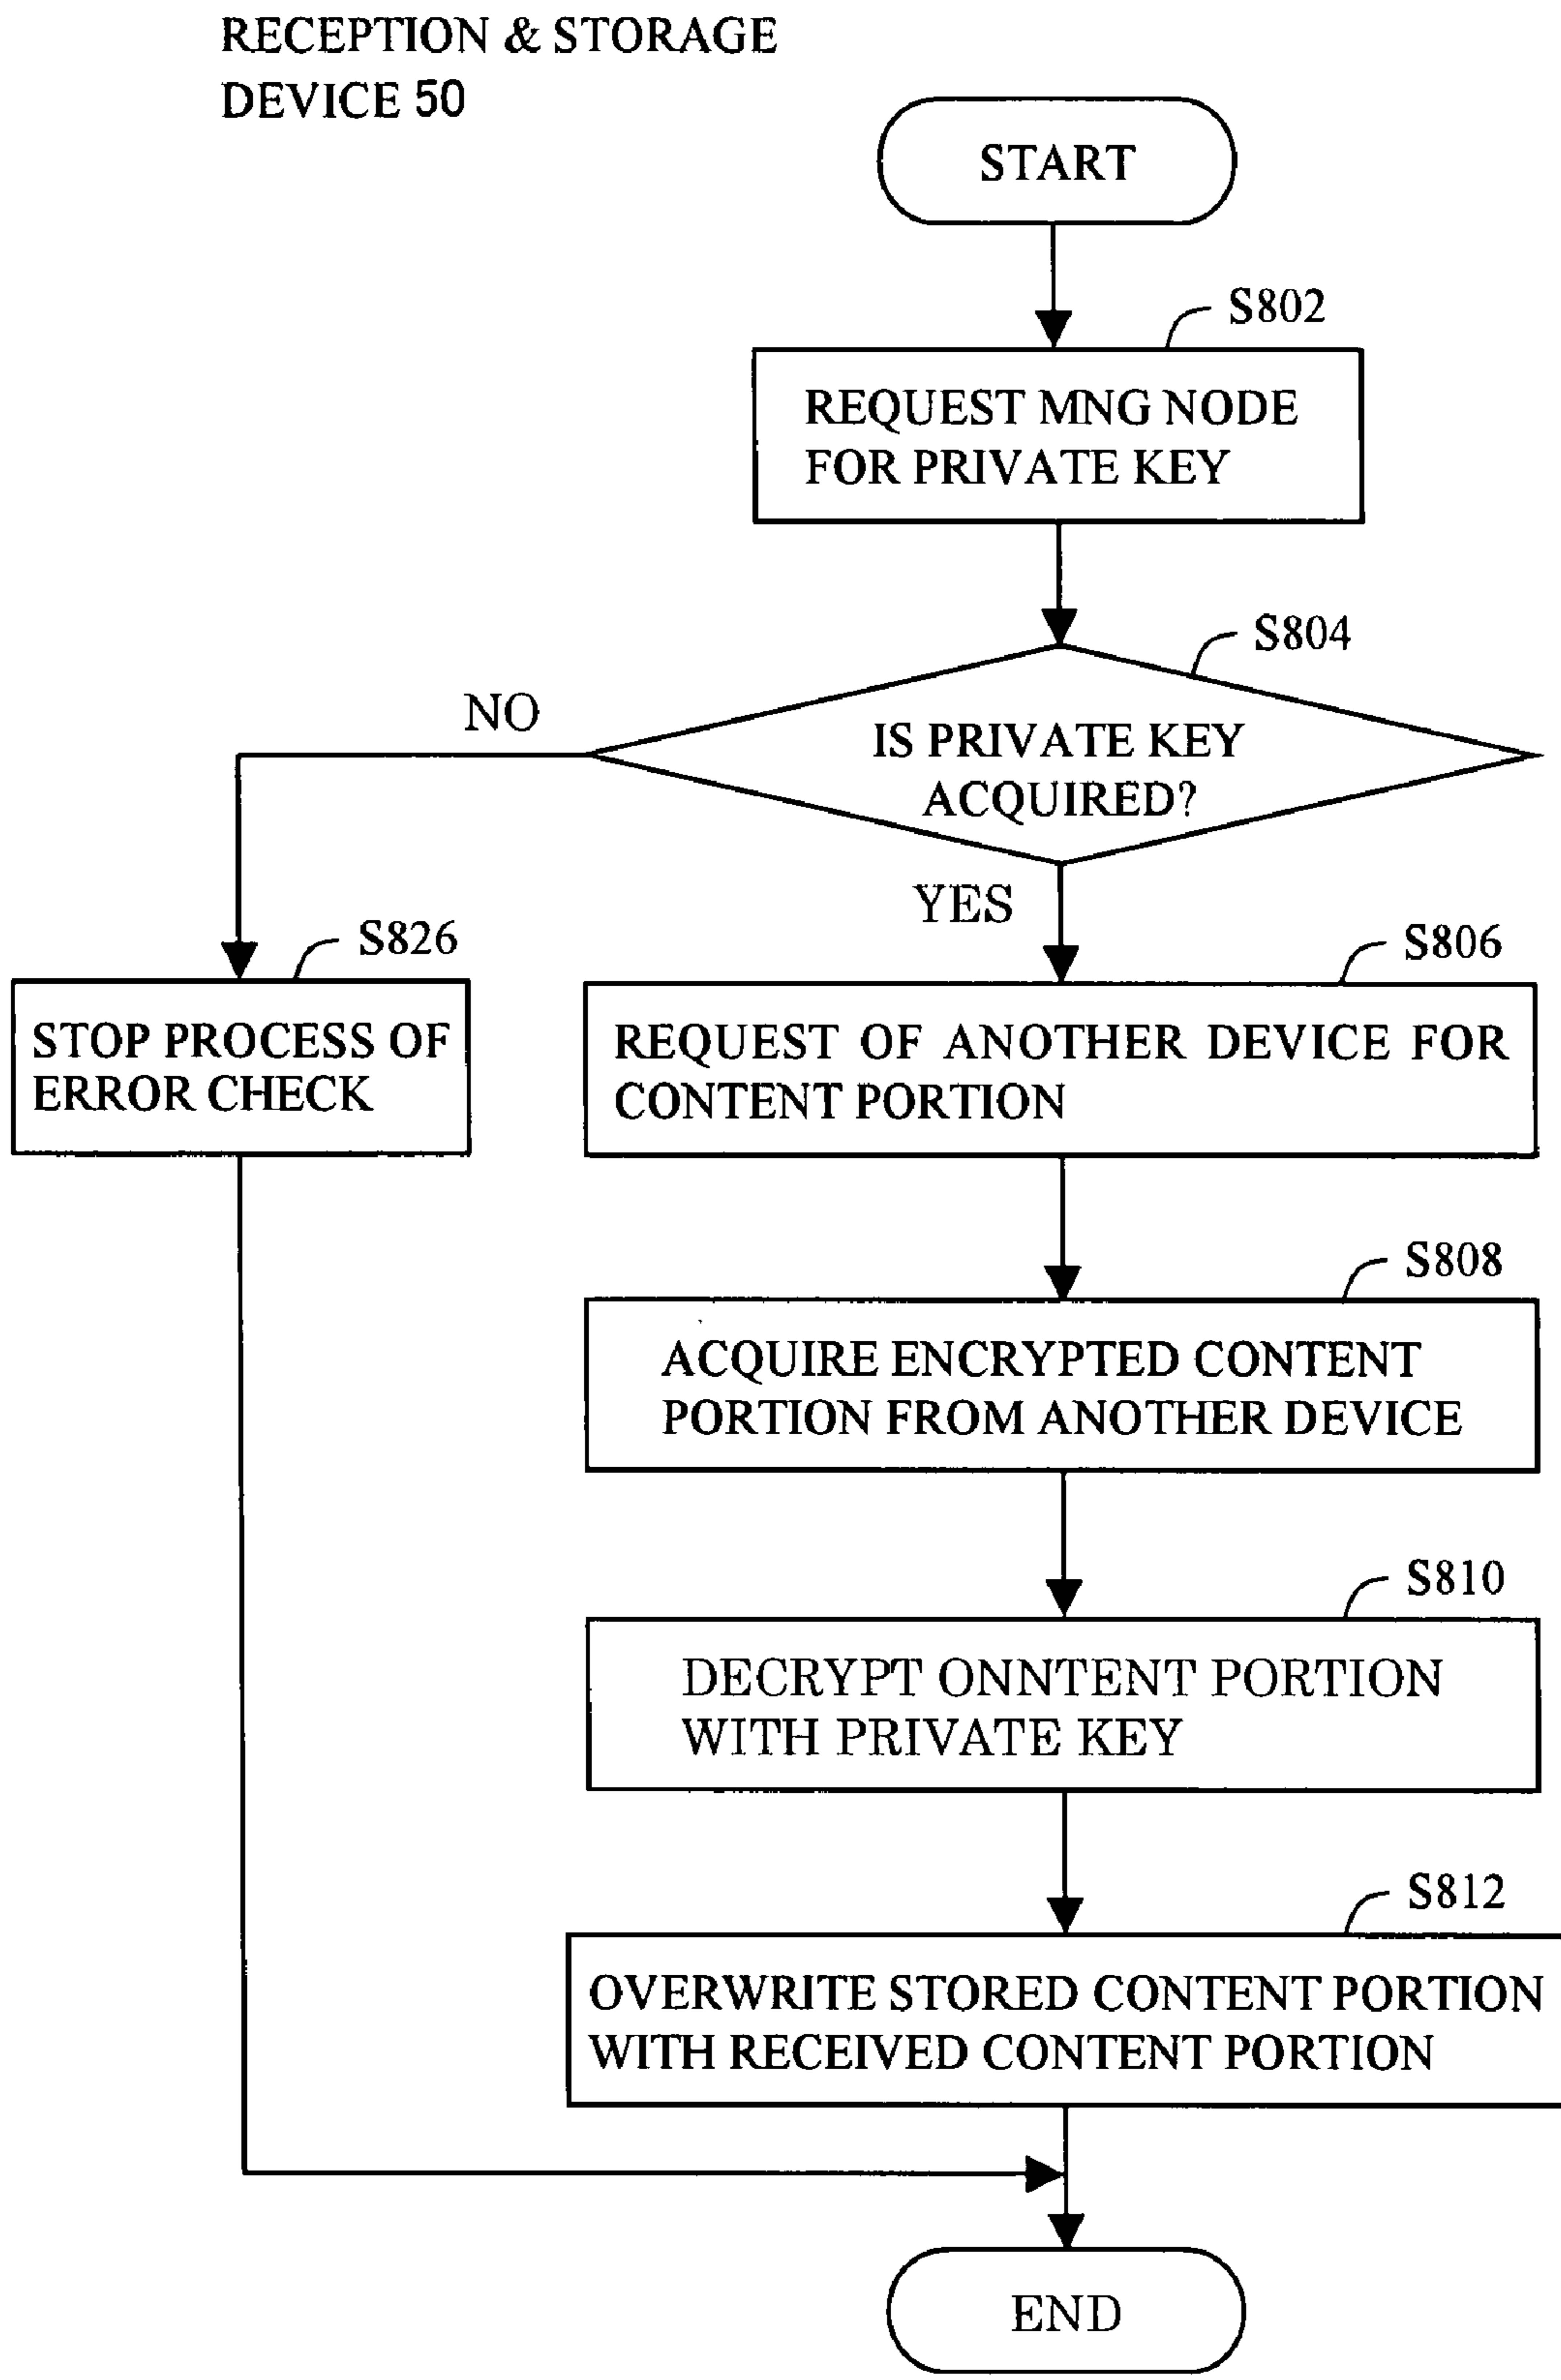 RECEPTION & STORAGE
DEVICE 50
START
S802
REQUEST MNG NODE
FOR PRIVATE KEY
S804
NO
IS PRIVATE KEY
ACQUIRED?
YES
S826
S806
STOP PROCESS OF
ERROR CHECK
REQUEST OF ANOTHER DEVICE FOR
CONTENT PORTION
S808
ACQUIRE ENCRYPTED CONTENT
PORTION FROM ANOTHER DEVICE
S810
DECRYPT ONNTENT PORTION
WITH PRIVATE KEY
S812
OVERWRITE STORED CONTENT PORTION
WITH RECEIVED CONTENT PORTION
END